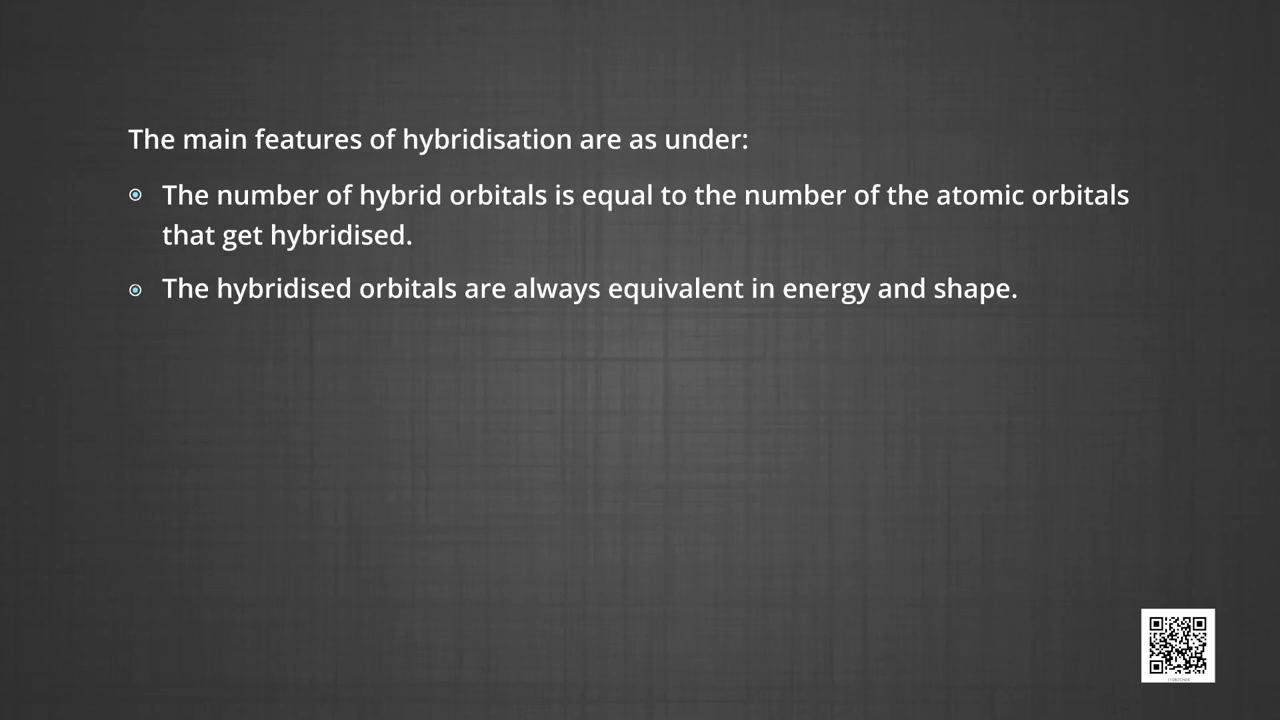 The main features of hybridisation are as under:
The number of hybrid orbitals is equal to the number of the atomic orbitals
that get hybridised.
The hybridised orbitals are always equivalent in energy and shape.